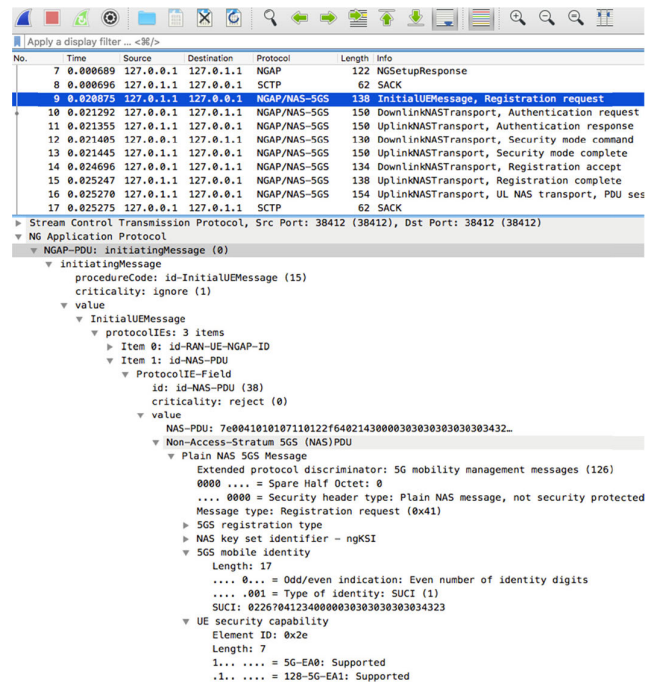 Apply a display filter ... <⌘/>
No. Time Source Destination Protocol Length Info
7 0.000689 127.0.0.1 127.0.1.1 NGAP 122 NGSetupResponse
8 0.000696 127.0.1.1 127.0.0.1 SCTP 62 SACK
9 0.020875 127.0.1.1 127.0.0.1 NGAP/NAS-5GS 138 InitialUEMessage, Registration request
10 0.021292 127.0.0.1 127.0.1.1 NGAP/NAS-5GS 150 DownlinkNASTransport, Authentication request
11 0.021355 127.0.1.1 127.0.0.1 NGAP/NAS-5GS 150 UplinkNASTransport, Authentication response
12 0.021405 127.0.0.1 127.0.1.1 NGAP/NAS-5GS 130 DownlinkNASTransport, Security mode command
13 0.021445 127.0.1.1 127.0.0.1 NGAP/NAS-5GS 150 UplinkNASTransport, Security mode complete
14 0.024696 127.0.0.1 127.0.1.1 NGAP/NAS-5GS 134 DownlinkNASTransport, Registration accept
15 0.025247 127.0.1.1 127.0.0.1 NGAP/NAS-5GS 138 UplinkNASTransport, Registration complete
16 0.025270 127.0.1.1 127.0.0.1 NGAP/NAS-5GS 154 UplinkNASTransport, UL NAS transport, PDU ses
17 0.025275 127.0.0.1 127.0.1.1 SCTP 62 SACK
Stream Control Transmission Protocol, Src Port: 38412 (38412), Dst Port: 38412 (38412)
NG Application Protocol
NGAP-PDU: initiatingMessage (0)
initiatingMessage
procedureCode: id-InitialUEMessage (15)
criticality: ignore (1)
value
InitialUEMessage
protocolIEs: 3 items
Item 0: id-RAN-UE-NGAP-ID
Item 1: id-NAS-PDU
ProtocolIE-Field
id: id-NAS-PDU (38)
criticality: reject (0)
value
NAS-PDU: 7e0041010107110122f64021430000303030303030303432…
Non-Access-Stratum 5GS (NAS)PDU
Plain NAS 5GS Message
Extended protocol discriminator: 5G mobility management messages (126)
0000 .... = Spare Half Octet: 0
.... 0000 = Security header type: Plain NAS message, not security protected
Message type: Registration request (0x41)
5GS registration type
NAS key set identifier – ngKSI
5GS mobile identity
Length: 17
.... 0... = Odd/even indication: Even number of identity digits
.... .001 = Type of identity: SUCI (1)
SUCI: 0226?0412340000030303030303034323
UE security capability
Element ID: 0x2e
Length: 7
1... .... = 5G-EA0: Supported
.1.. .... = 128-5G-EA1: Supported